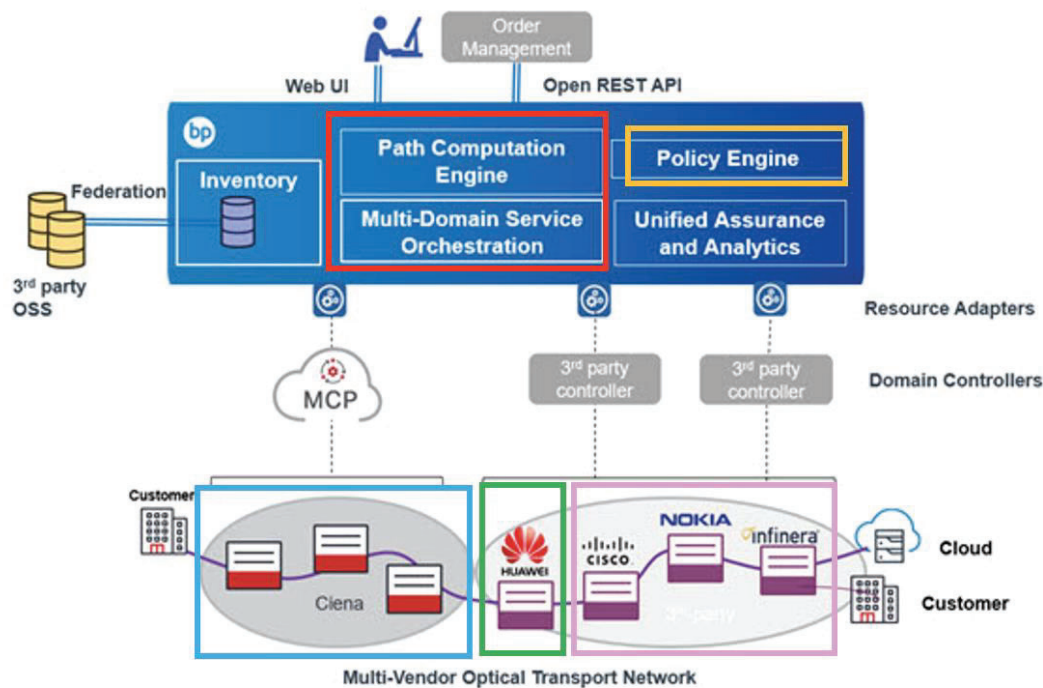 Order
Management
Web UI
Open REST API
bp
Path Computation
Engine
Policy Engine
Inventory
Federation
Multi-Domain Service
Orchestration
Unified Assurance
and Analytics
3rd party
OSS
Resource Adapters
MCP
3rd party
controller
3rd party
controller
Domain Controllers
Customer
Ciena
HUAWEI
CISCO
NOKIA
infinera
3rd party
Cloud
Customer
Multi-Vendor Optical Transport Network